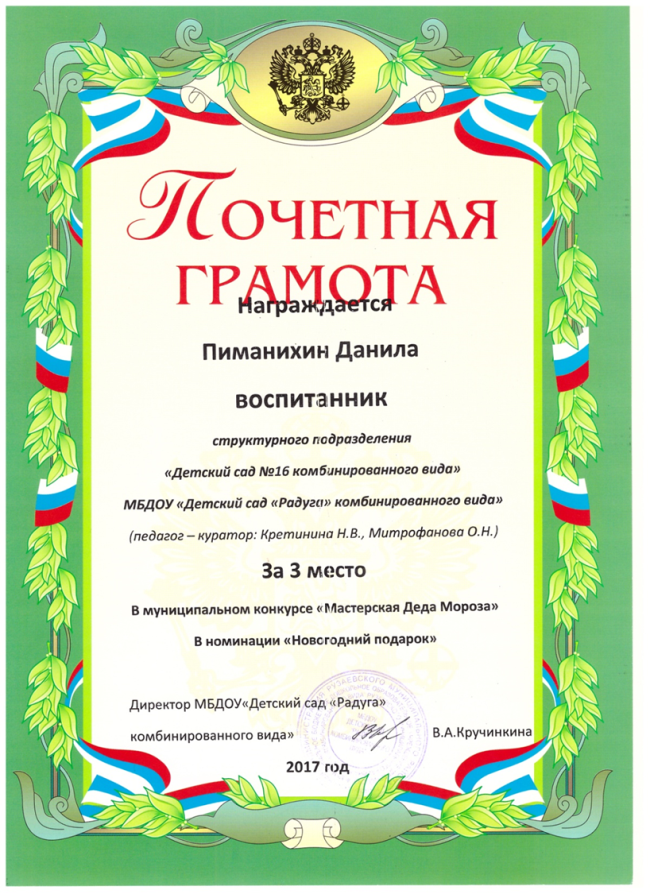 Почетная
грамота
Награждается
Пиманихин Данила
воспитанник
структурного подразделения
«Детский сад №16 комбинированного вида»
МБДОУ «Детский сад «Радуга» комбинированного вида»
(педагог – куратор: Кретинина Н.В., Митрофанова О.Н.)
За 3 место
В муниципальном конкурсе «Мастерская Деда Мороза»
В номинации «Новогодний подарок»
Директор МБДОУ«Детский сад «Радуга»
комбинированного вида»
В.А.Кручинкина
2017 год